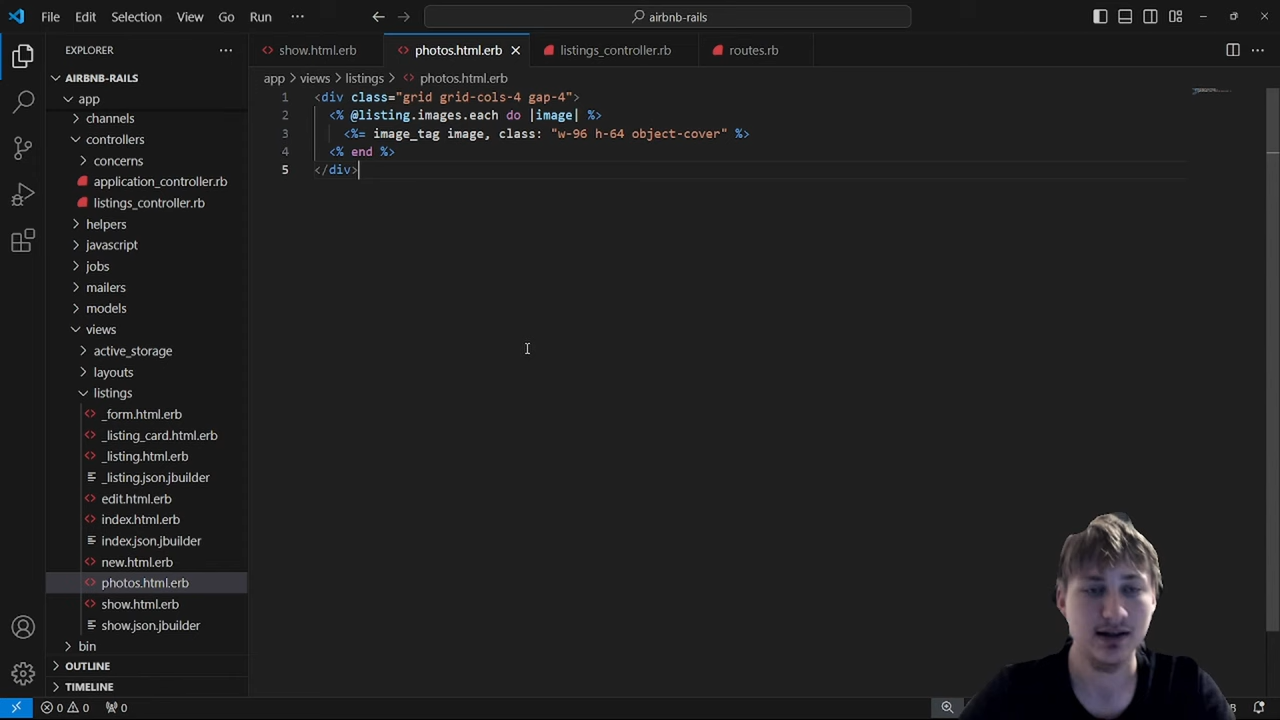 File Edit Selection View Go Run ··· airbnb-rails
EXPLORER ···
show.html.erb photos.html.erb listings_controller.rb routes.rb ···
AIRBNB-RAILS
app > views > listings > photos.html.erb
app
channels
controllers
concerns
application_controller.rb
listings_controller.rb
helpers
javascript
jobs
mailers
models
views
active_storage
layouts
listings
_form.html.erb
_listing_card.html.erb
_listing.html.erb
_listing.json.jbuilder
edit.html.erb
index.html.erb
index.json.jbuilder
new.html.erb
photos.html.erb
show.html.erb
show.json.jbuilder
bin
OUTLINE
TIMELINE
1 <div class="grid grid-cols-4 gap-4">
2 <% @listing.images.each do |image| %>
3 <%= image_tag image, class: "w-96 h-64 object-cover" %>
4 <% end %>
5 </div>
0 0 0